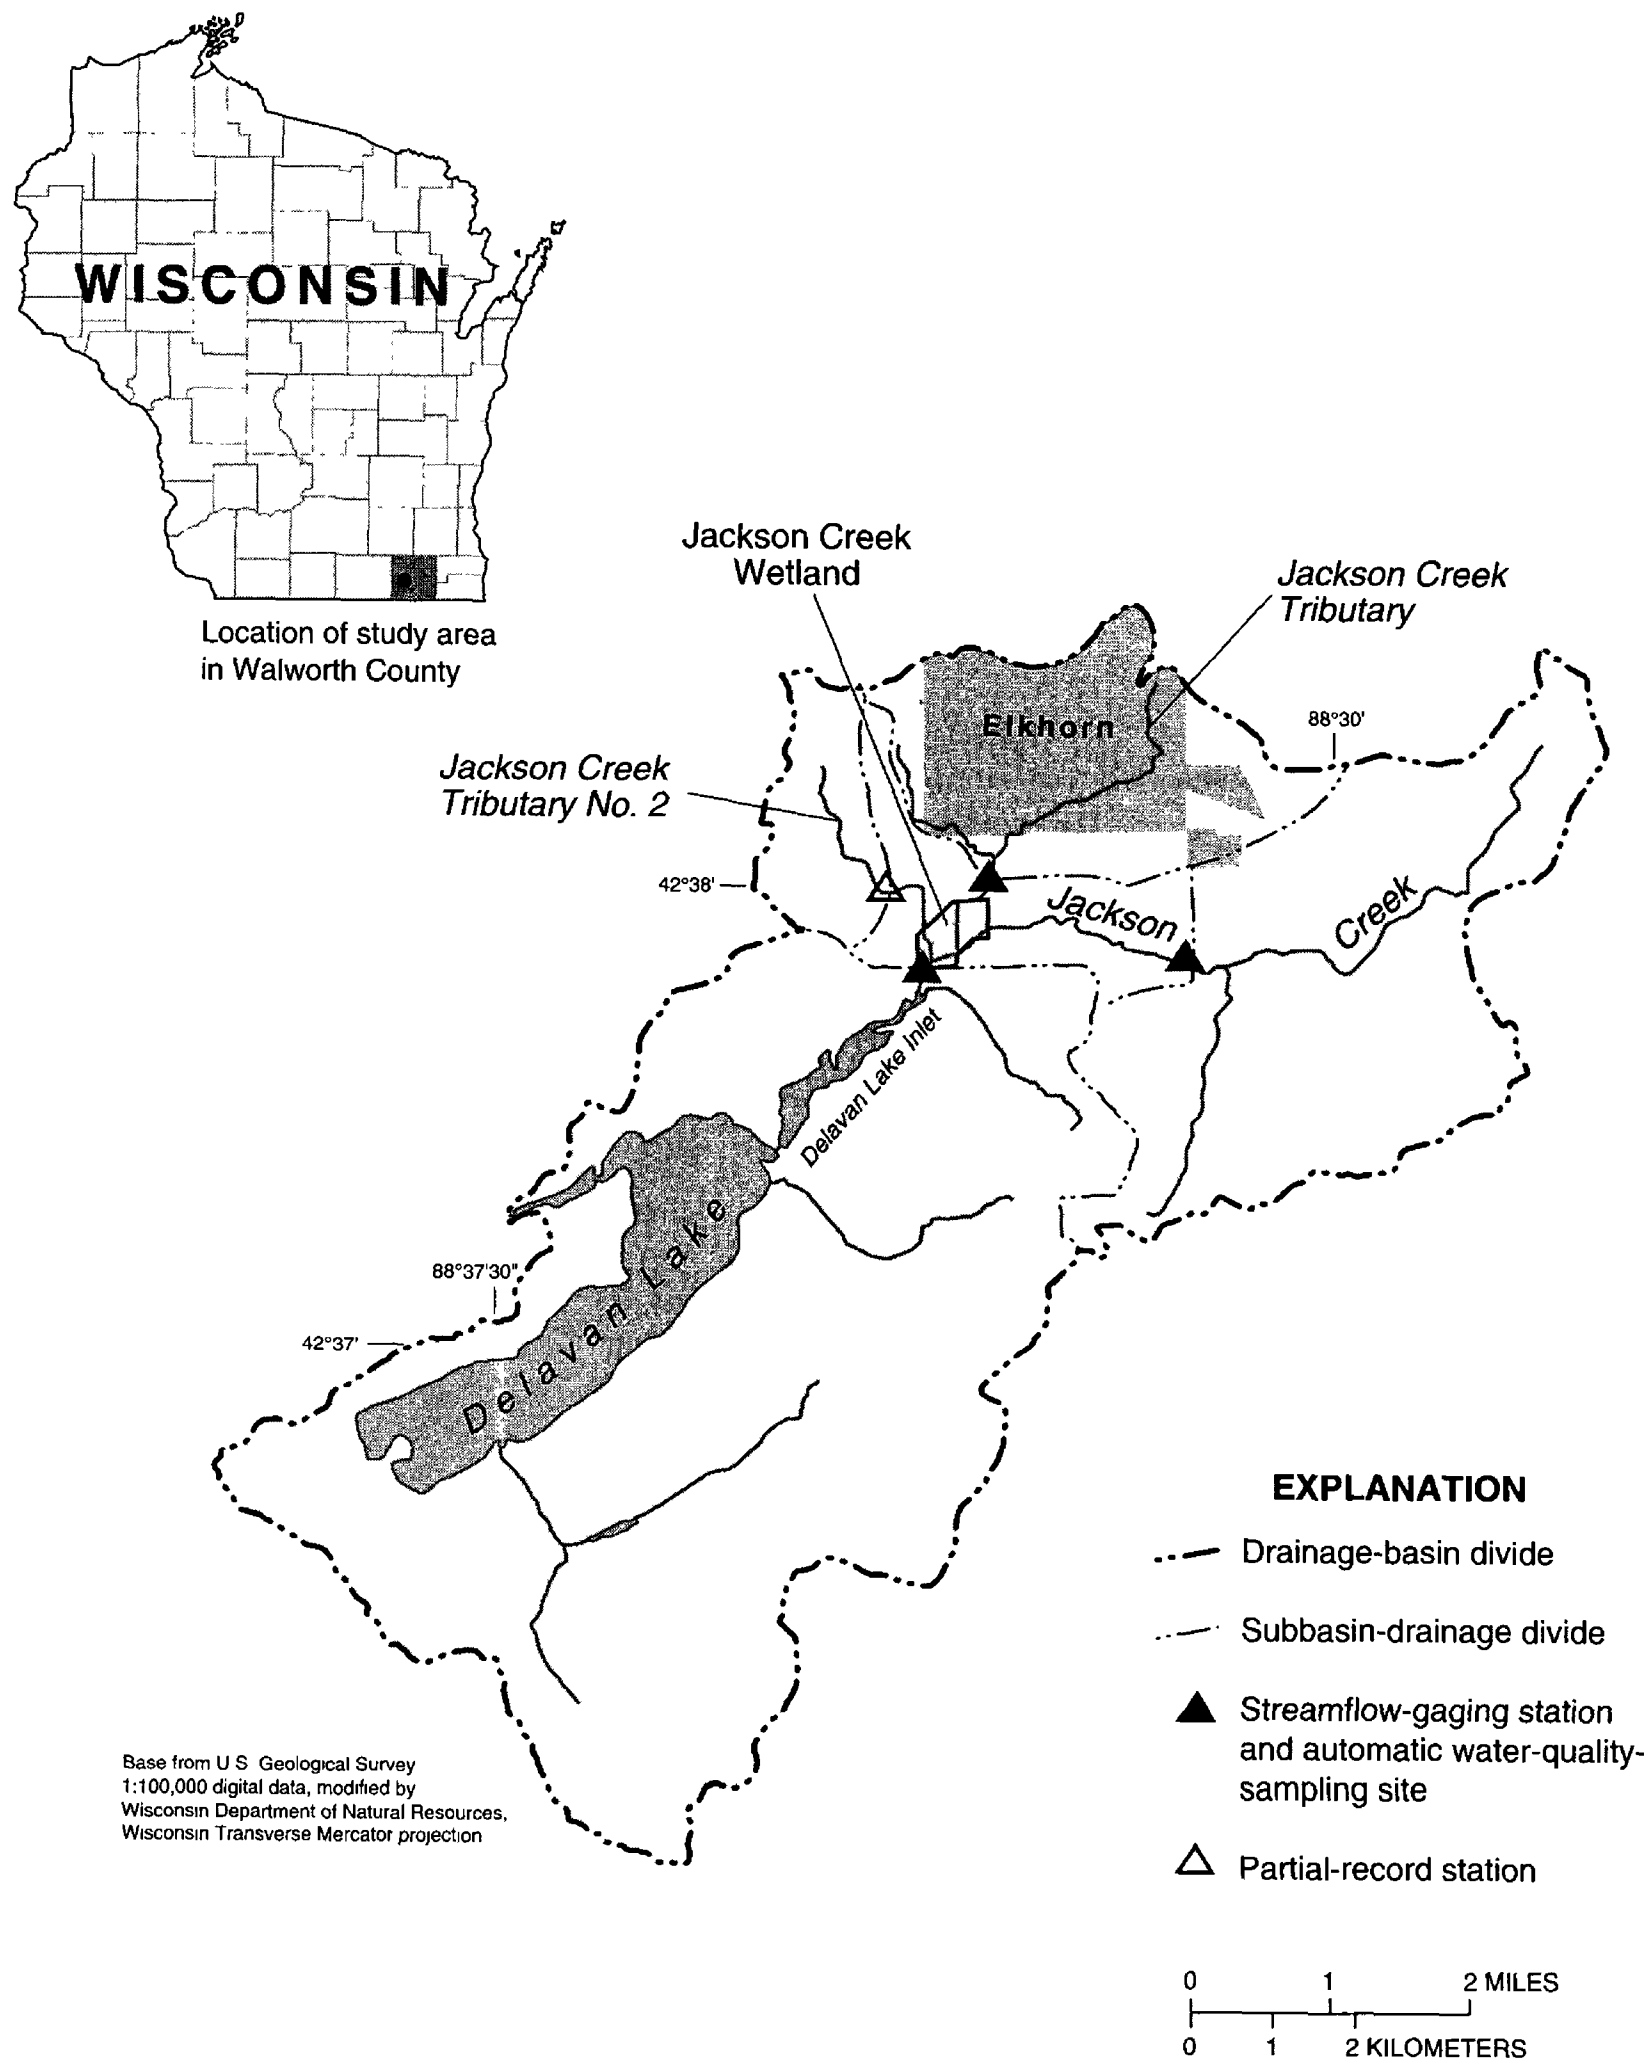 WISCONSIN
Location of study area
in Walworth County
Jackson Creek
Wetland
Jackson Creek
Tributary
Elkhorn
88°30'
Jackson Creek
Tributary No. 2
42°38'
Jackson
Creek
Delavan Lake Inlet
Delavan Lake
88°37'30"
42°37'
EXPLANATION
Drainage-basin divide
Subbasin-drainage divide
Streamflow-gaging station
and automatic water-quality-
sampling site
Partial-record station
Base from U S Geological Survey
1:100,000 digital data, modified by
Wisconsin Department of Natural Resources,
Wisconsin Transverse Mercator projection
0 1 2 MILES
0 1 2 KILOMETERS